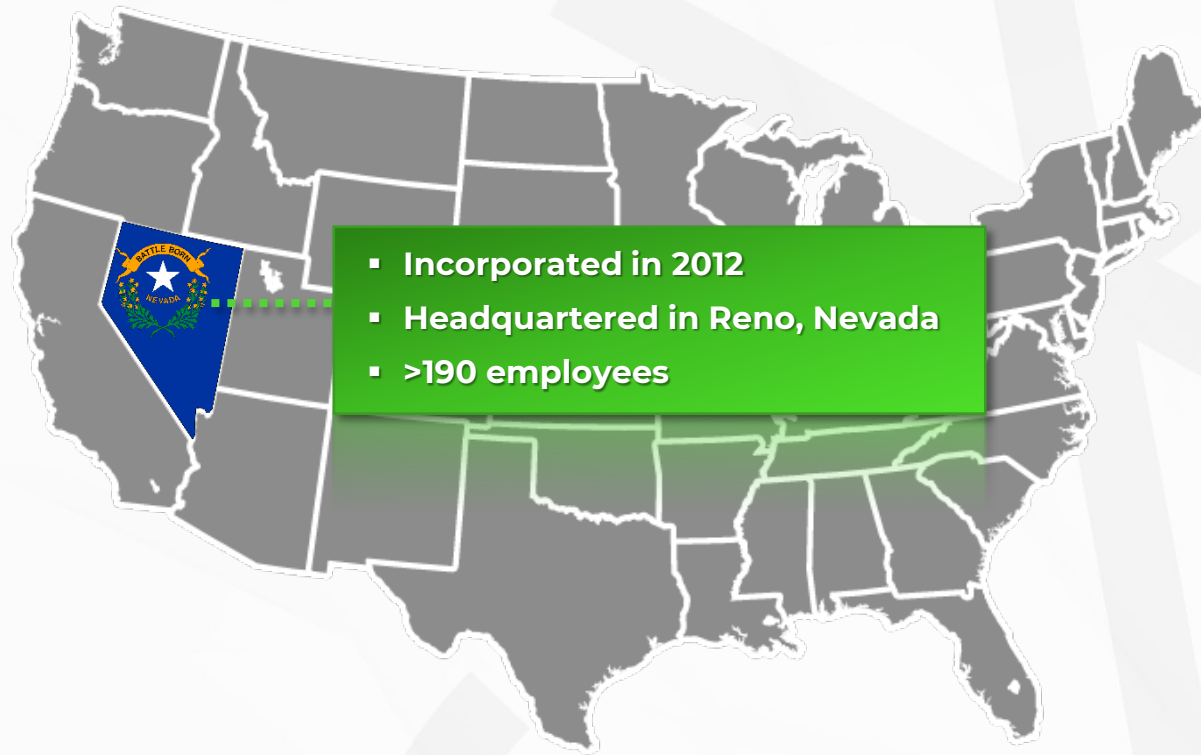 BATTLE BORN
NEVADA
▪ Incorporated in 2012
▪ Headquartered in Reno, Nevada
▪ >190 employees